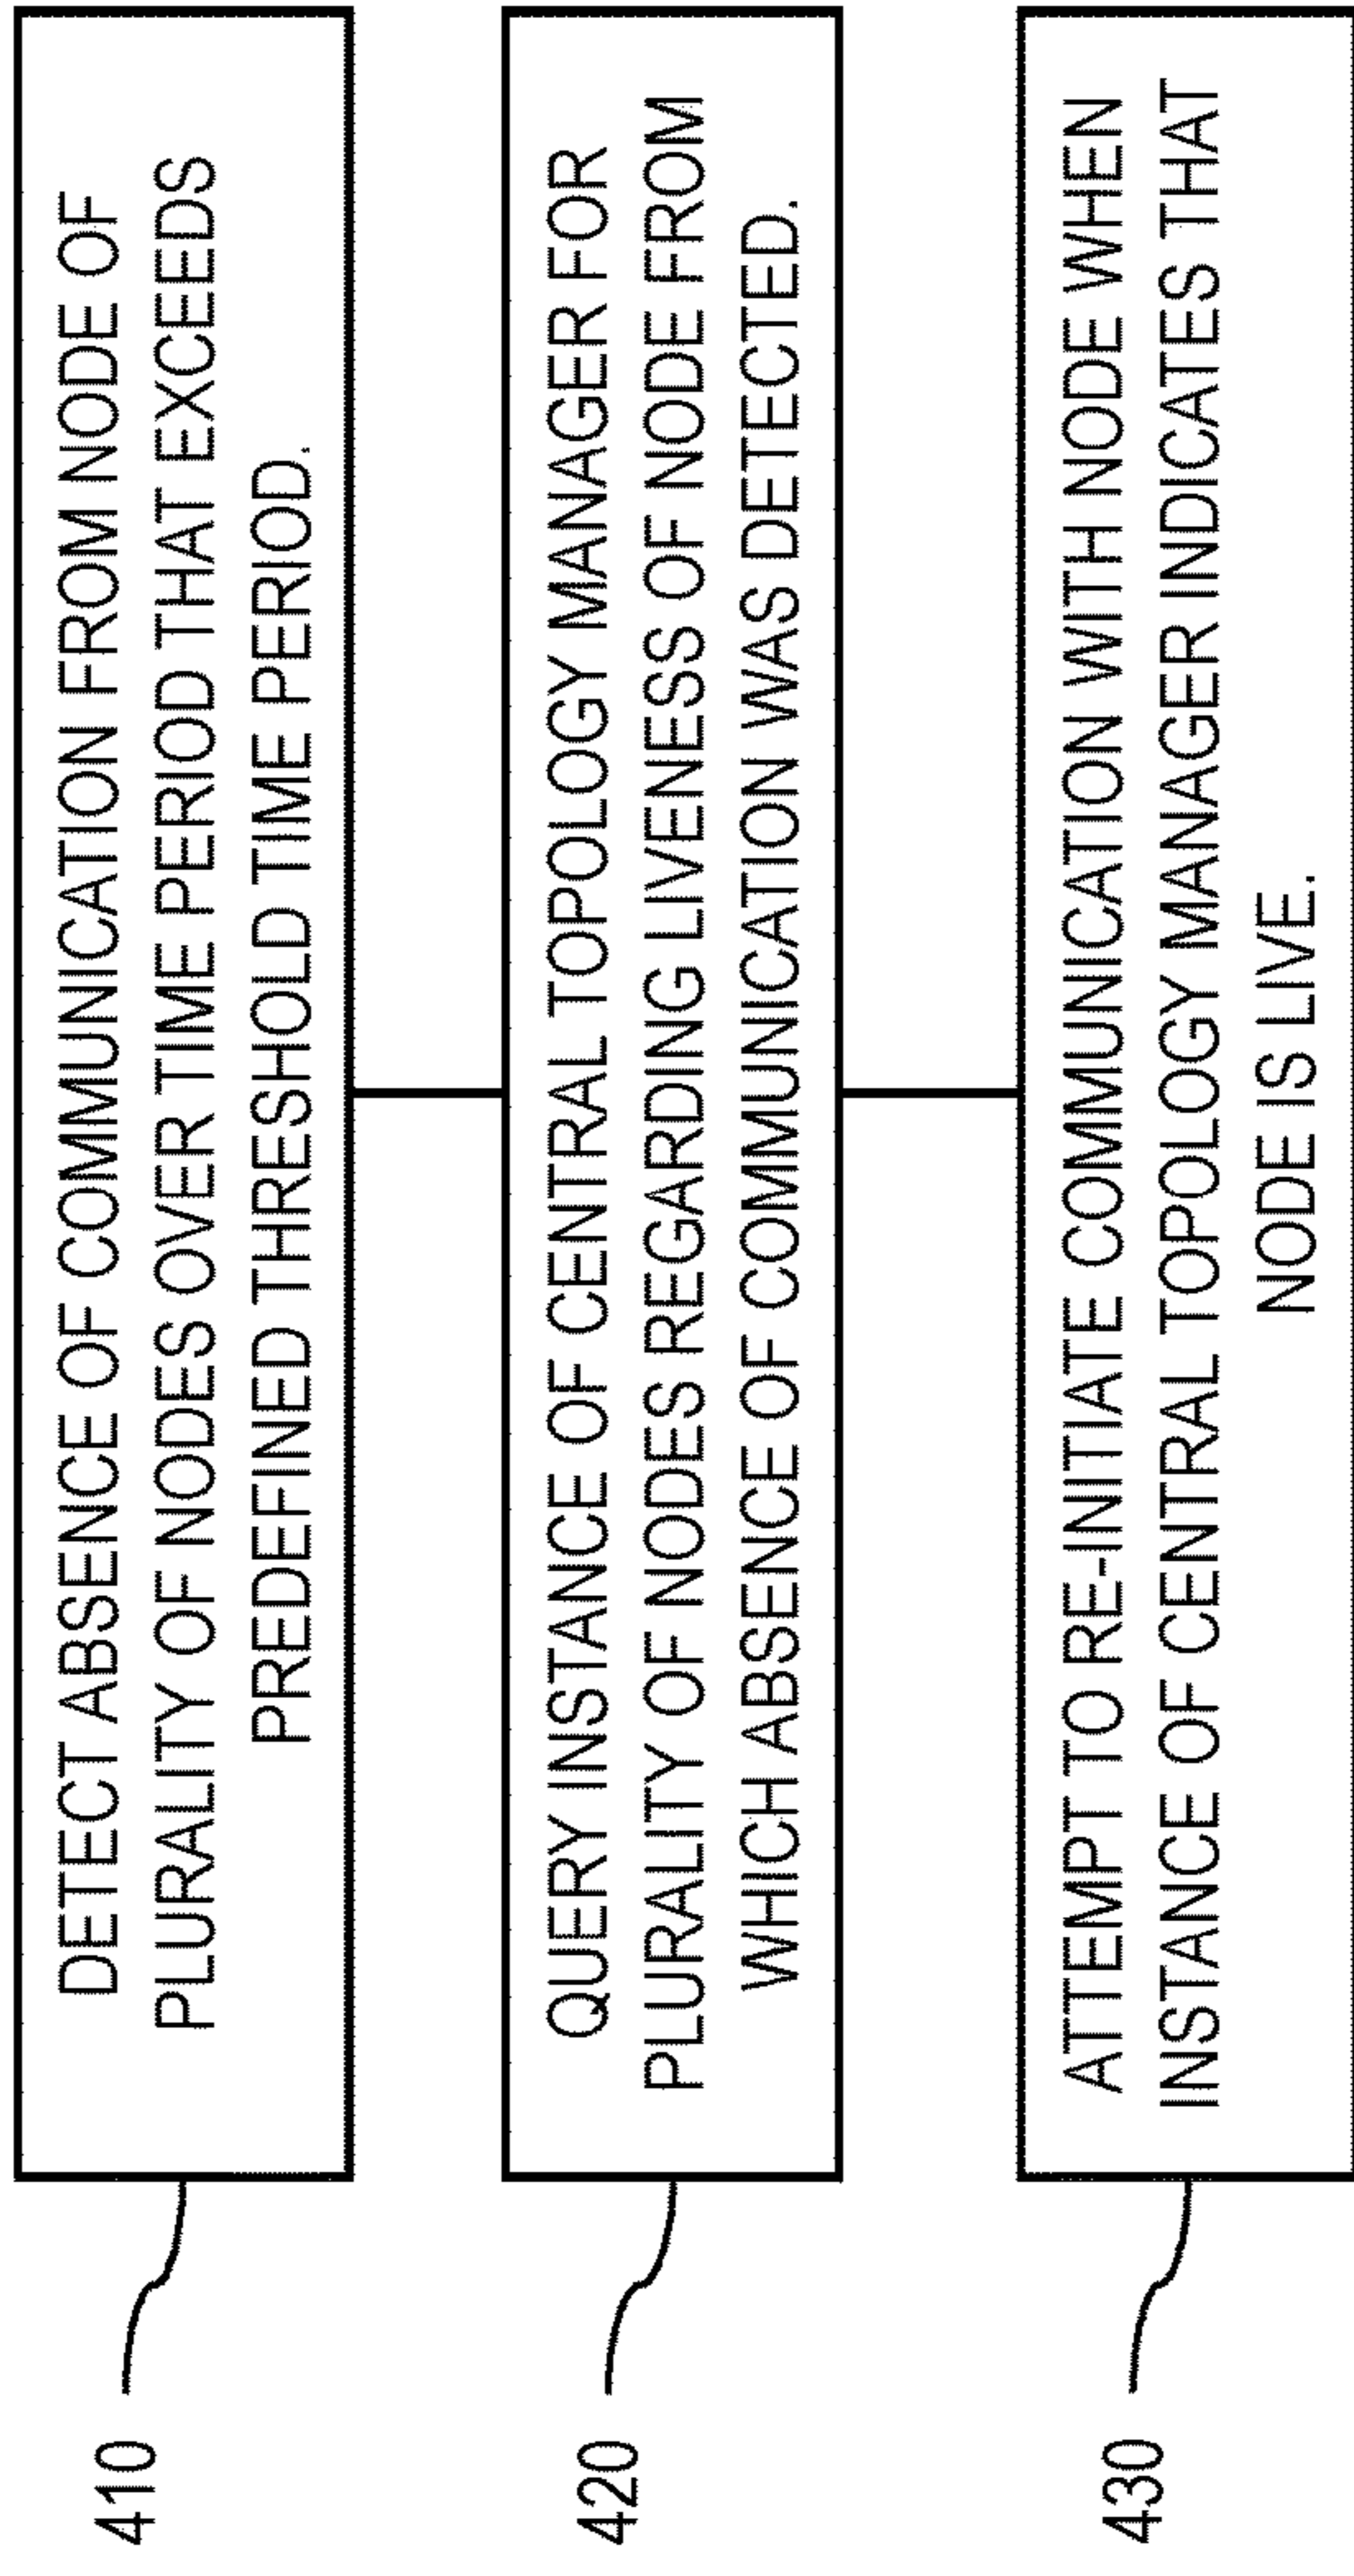 410
DETECT ABSENCE OF COMMUNICATION FROM NODE OF
PLURALITY OF NODES OVER TIME PERIOD THAT EXCEEDS
PREDEFINED THRESHOLD TIME PERIOD.
420
QUERY INSTANCE OF CENTRAL TOPOLOGY MANAGER FOR
PLURALITY OF NODES REGARDING LIVENESS OF NODE FROM
WHICH ABSENCE OF COMMUNICATION WAS DETECTED.
430
ATTEMPT TO RE-INITIATE COMMUNICATION WITH NODE WHEN
INSTANCE OF CENTRAL TOPOLOGY MANAGER INDICATES THAT
NODE IS LIVE.